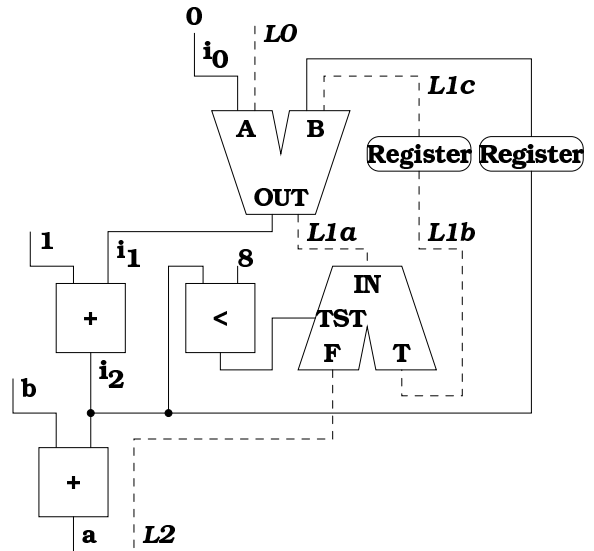 0
L0
i0
L1c
A
B
Register
Register
OUT
L1a
L1b
1
i1
8
IN
+
<
TST
F
T
i2
b
+
a
L2